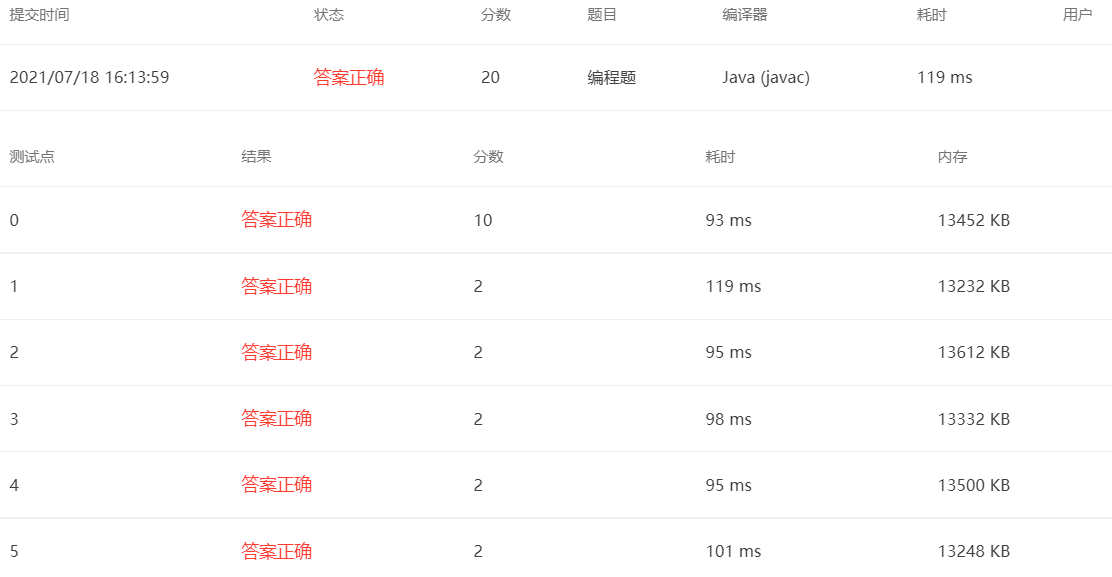 提交时间 状态 分数 题目 编译器 耗时 用户
2021/07/18 16:13:59 答案正确 20 编程题 Java (javac) 119 ms
测试点 结果 分数 耗时 内存
0 答案正确 10 93 ms 13452 KB
1 答案正确 2 119 ms 13232 KB
2 答案正确 2 95 ms 13612 KB
3 答案正确 2 98 ms 13332 KB
4 答案正确 2 95 ms 13500 KB
5 答案正确 2 101 ms 13248 KB